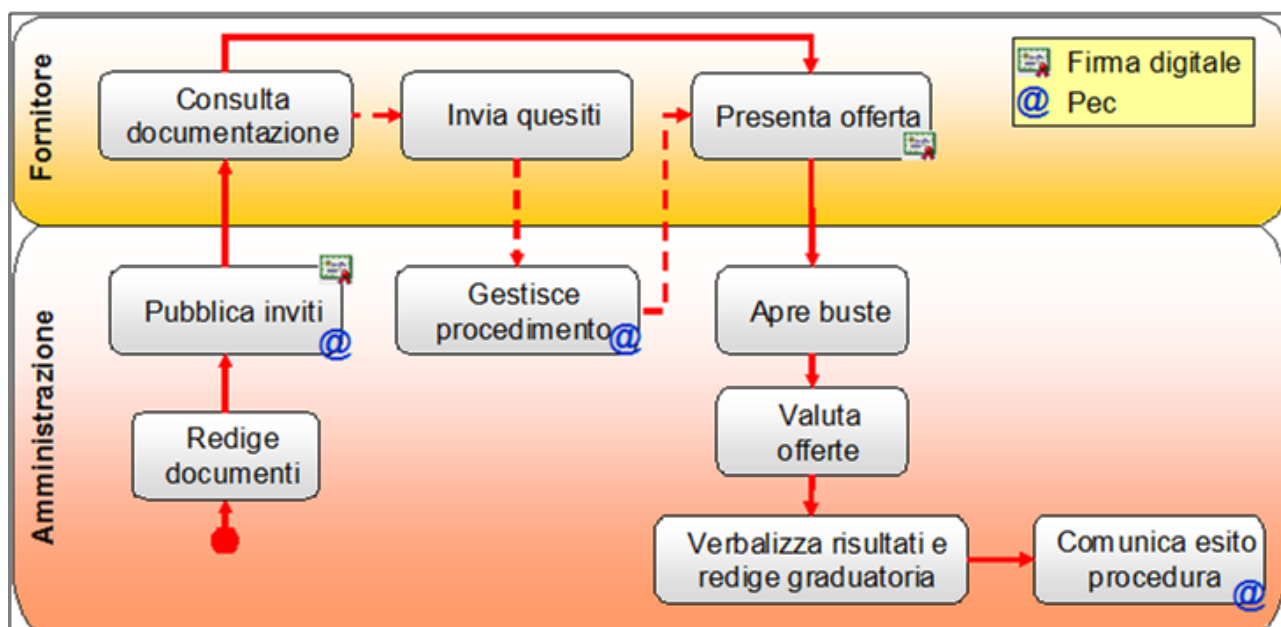 Fornitore
Consulta
documentazione
Invia quesiti
Presenta offerta
Firma digitale
@ Pec
Amministrazione
Pubblica inviti
@
Gestisce
procedimento
@
Apre buste
Redige
documenti
Valuta
offerte
Verbalizza risultati e
redige graduatoria
Comunica esito
procedura
@